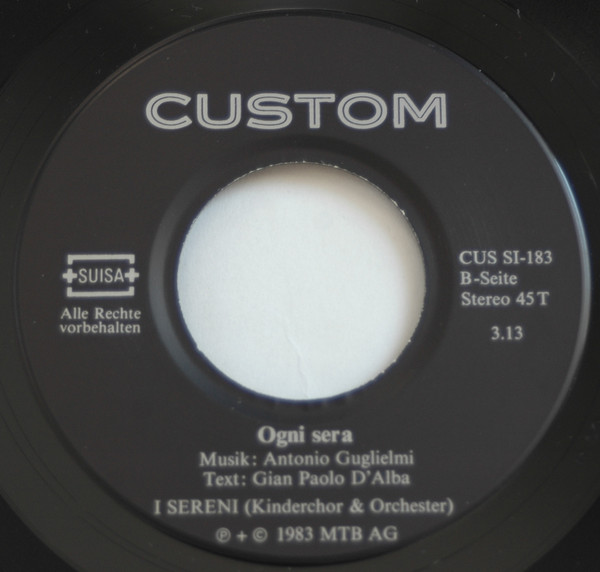 CUSTOM
+SUISA+
Alle Rechte
vorbehalten
CUS SI-183
B-Seite
Stereo 45 T
3.13
Ogni sera
Musik: Antonio Guglielmi
Text: Gian Paolo D'Alba
I SERENI (Kinderchor & Orchester)
℗ + © 1983 MTB AG